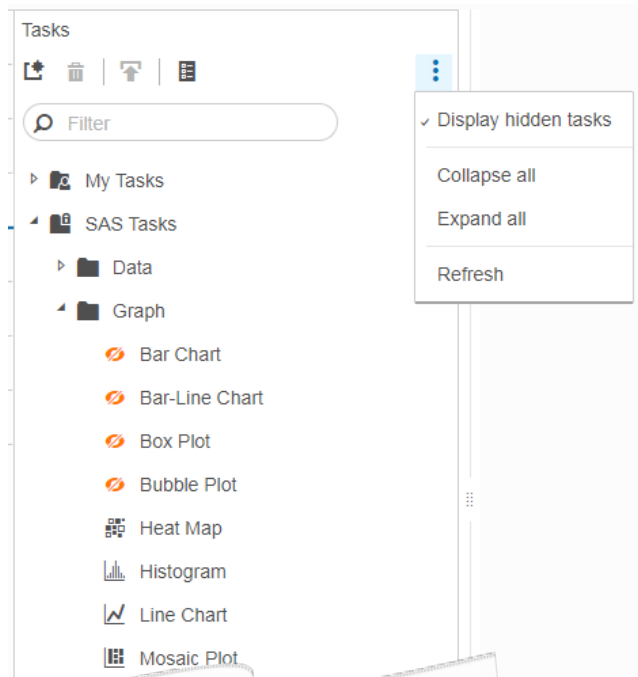 Tasks
Filter
Display hidden tasks
Collapse all
Expand all
Refresh
My Tasks
SAS Tasks
Data
Graph
Bar Chart
Bar-Line Chart
Box Plot
Bubble Plot
Heat Map
Histogram
Line Chart
Mosaic Plot